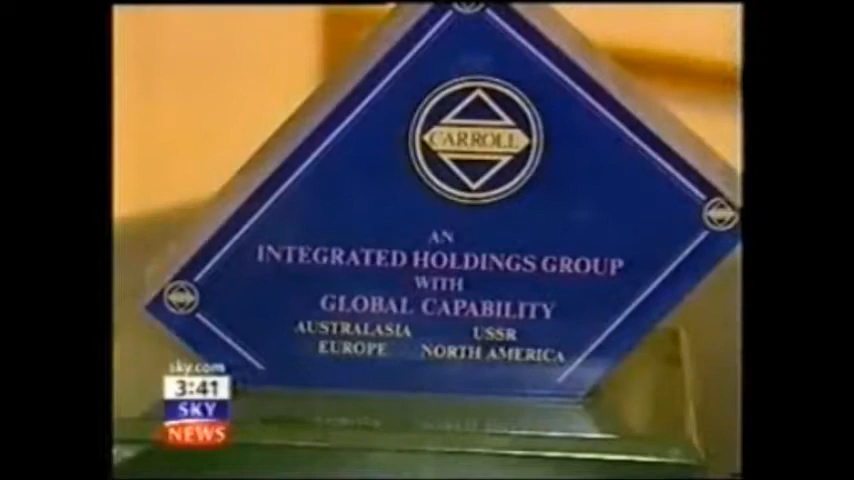 CARROLL
AN
INTEGRATED HOLDINGS GROUP
WITH
GLOBAL CAPABILITY
AUSTRALASIA USSR
EUROPE NORTH AMERICA
sky.com
3:41
SKY
NEWS